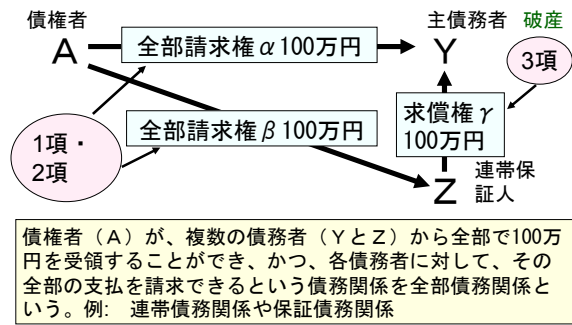 債権者
主債務者 破産
A
全部請求権α100万円
Y
3項
1項・
2項
全部請求権β100万円
求償権γ
100万円
Z
連帯保
証人
債権者（A）が、複数の債務者（YとZ）から全部で100万
円を受領することができ、かつ、各債務者に対して、その
全部の支払を請求できるという債務関係を全部債務関係と
いう。例: 連帯債務関係や保証債務関係